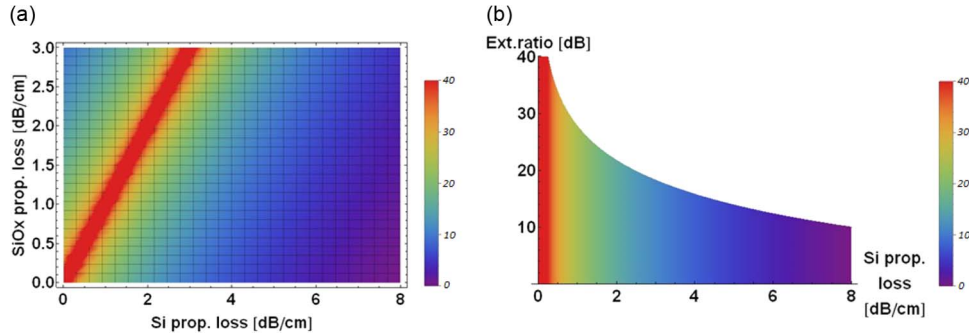 (a)
3.0
2.5
2.0
1.5
1.0
0.5
0.0
SiOx prop. loss [dB/cm]
0 2 4 6 8
Si prop. loss [dB/cm]
40
30
20
10
0
(b)
Ext.ratio [dB]
40
30
20
10
0 2 4 6 8
Si prop.
loss
[dB/cm]
40
30
20
10
0